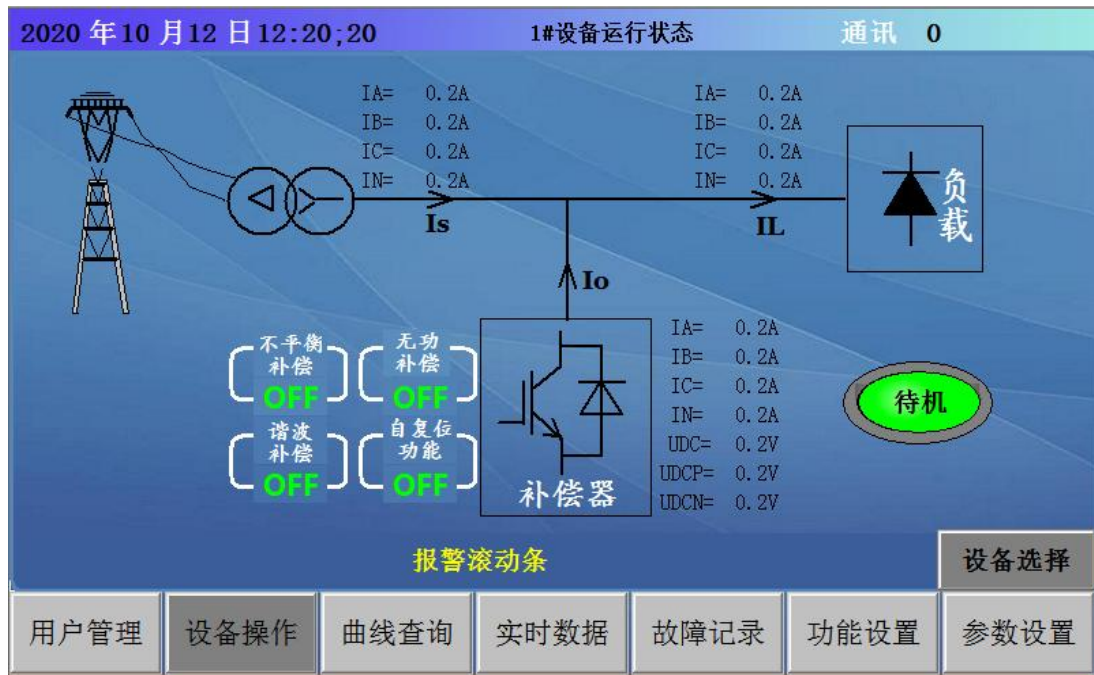 2020 年10 月12 日12:20;20 1#设备运行状态 通讯 0
IA= 0.2A
IB= 0.2A
IC= 0.2A
IN= 0.2A
Is
IA= 0.2A
IB= 0.2A
IC= 0.2A
IN= 0.2A
IL
负
载
Io
不平衡
补偿
OFF
无功
补偿
OFF
谐波
补偿
OFF
自复位
功能
OFF
补偿器
IA= 0.2A
IB= 0.2A
IC= 0.2A
IN= 0.2A
UDC= 0.2V
UDCP= 0.2V
UDCN= 0.2V
待机
报警滚动条
设备选择
用户管理 设备操作 曲线查询 实时数据 故障记录 功能设置 参数设置